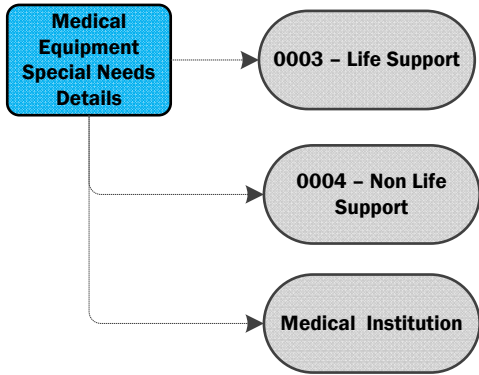 Medical
Equipment
Special Needs
Details
0003 – Life Support
0004 – Non Life
Support
Medical Institution